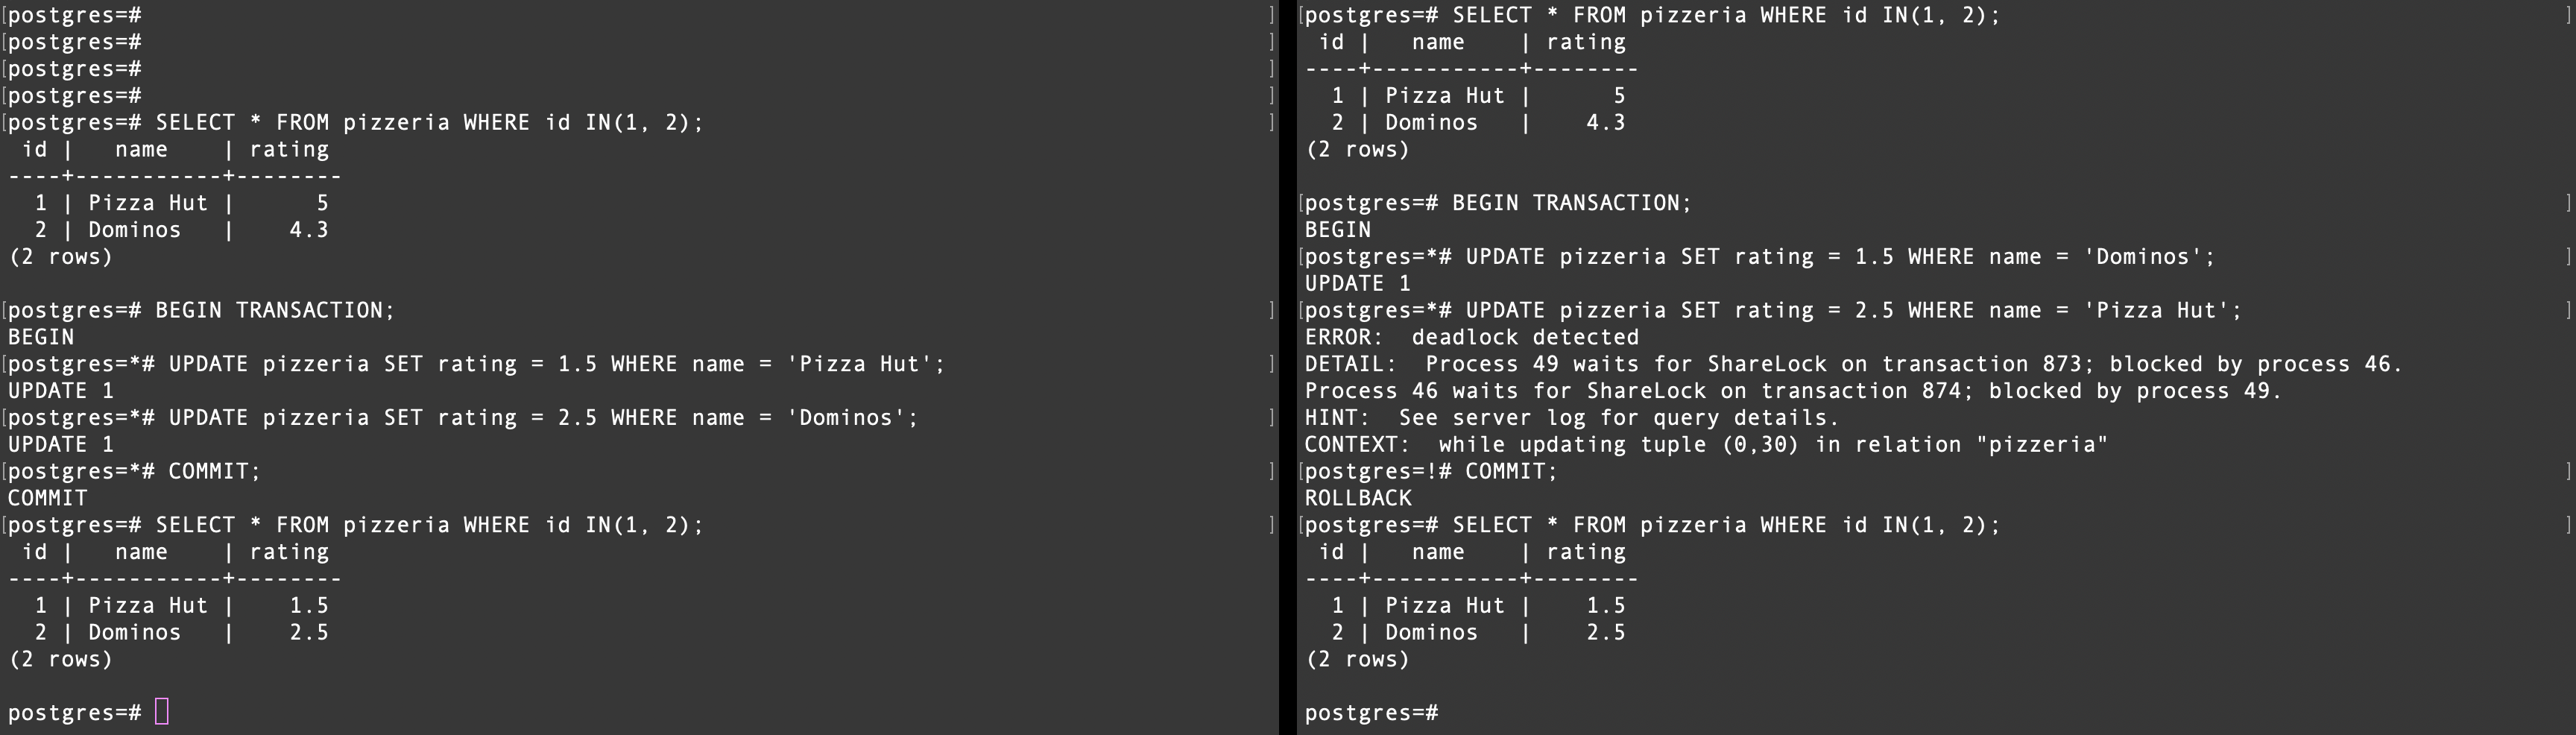 [postgres=# ]
[postgres=# ]
[postgres=# ]
[postgres=# ]
[postgres=# SELECT * FROM pizzeria WHERE id IN(1, 2); ]
 id |   name    | rating
----+-----------+--------
  1 | Pizza Hut |      5
  2 | Dominos   |    4.3
(2 rows)

[postgres=# BEGIN TRANSACTION; ]
BEGIN
[postgres=*# UPDATE pizzeria SET rating = 1.5 WHERE name = 'Pizza Hut'; ]
UPDATE 1
[postgres=*# UPDATE pizzeria SET rating = 2.5 WHERE name = 'Dominos'; ]
UPDATE 1
[postgres=*# COMMIT; ]
COMMIT
[postgres=# SELECT * FROM pizzeria WHERE id IN(1, 2); ]
 id |   name    | rating
----+-----------+--------
  1 | Pizza Hut |    1.5
  2 | Dominos   |    2.5
(2 rows)

postgres=#
[postgres=# SELECT * FROM pizzeria WHERE id IN(1, 2); ]
 id |   name    | rating
----+-----------+--------
  1 | Pizza Hut |      5
  2 | Dominos   |    4.3
(2 rows)

[postgres=# BEGIN TRANSACTION; ]
BEGIN
[postgres=*# UPDATE pizzeria SET rating = 1.5 WHERE name = 'Dominos'; ]
UPDATE 1
[postgres=*# UPDATE pizzeria SET rating = 2.5 WHERE name = 'Pizza Hut'; ]
ERROR:  deadlock detected
DETAIL:  Process 49 waits for ShareLock on transaction 873; blocked by process 46.
Process 46 waits for ShareLock on transaction 874; blocked by process 49.
HINT:  See server log for query details.
CONTEXT:  while updating tuple (0,30) in relation "pizzeria"
[postgres=!# COMMIT; ]
ROLLBACK
[postgres=# SELECT * FROM pizzeria WHERE id IN(1, 2); ]
 id |   name    | rating
----+-----------+--------
  1 | Pizza Hut |    1.5
  2 | Dominos   |    2.5
(2 rows)

postgres=#